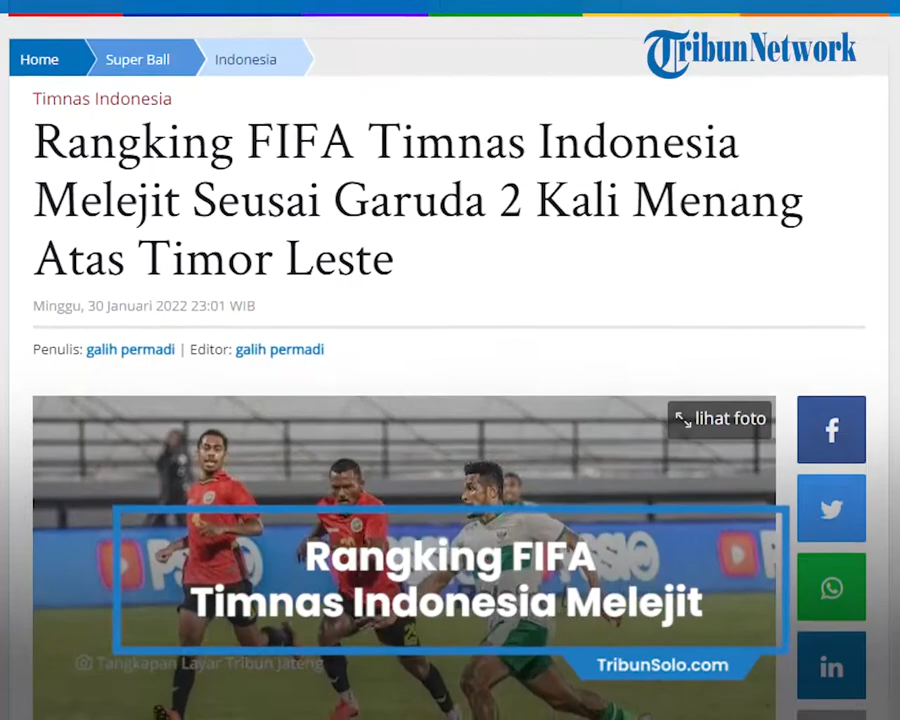 TribunNetwork
Home
Super Ball
Indonesia
Timnas Indonesia
Rangking FIFA Timnas Indonesia
Melejit Seusai Garuda 2 Kali Menang
Atas Timor Leste
Minggu, 30 Januari 2022 23:01 WIB
Penulis: galih permadi | Editor: galih permadi
lihat foto
Rangking FIFA
Timnas Indonesia Melejit
Tangkapan Layar Tribun Jateng
TribunSolo.com